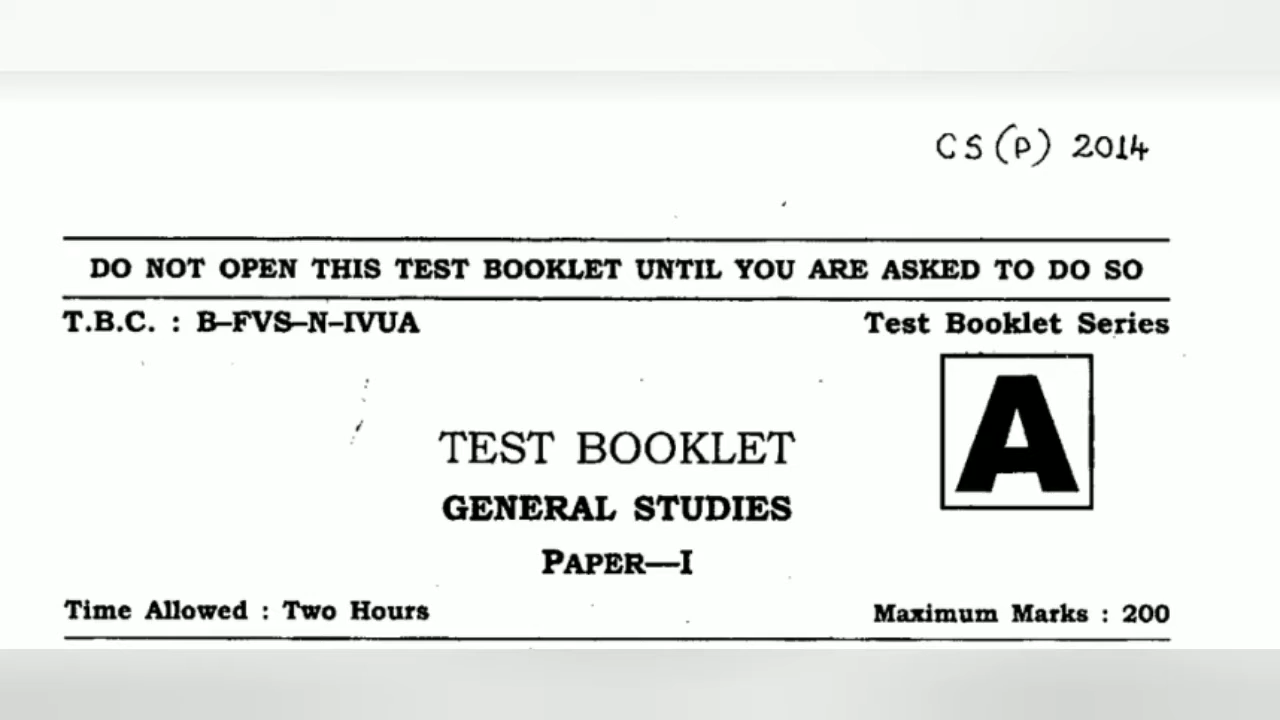 CS(P) 2014
DO NOT OPEN THIS TEST BOOKLET UNTIL YOU ARE ASKED TO DO SO
T.B.C. : B–FVS–N–IVUA
Test Booklet Series
A
TEST BOOKLET
GENERAL STUDIES
PAPER—I
Time Allowed : Two Hours
Maximum Marks : 200